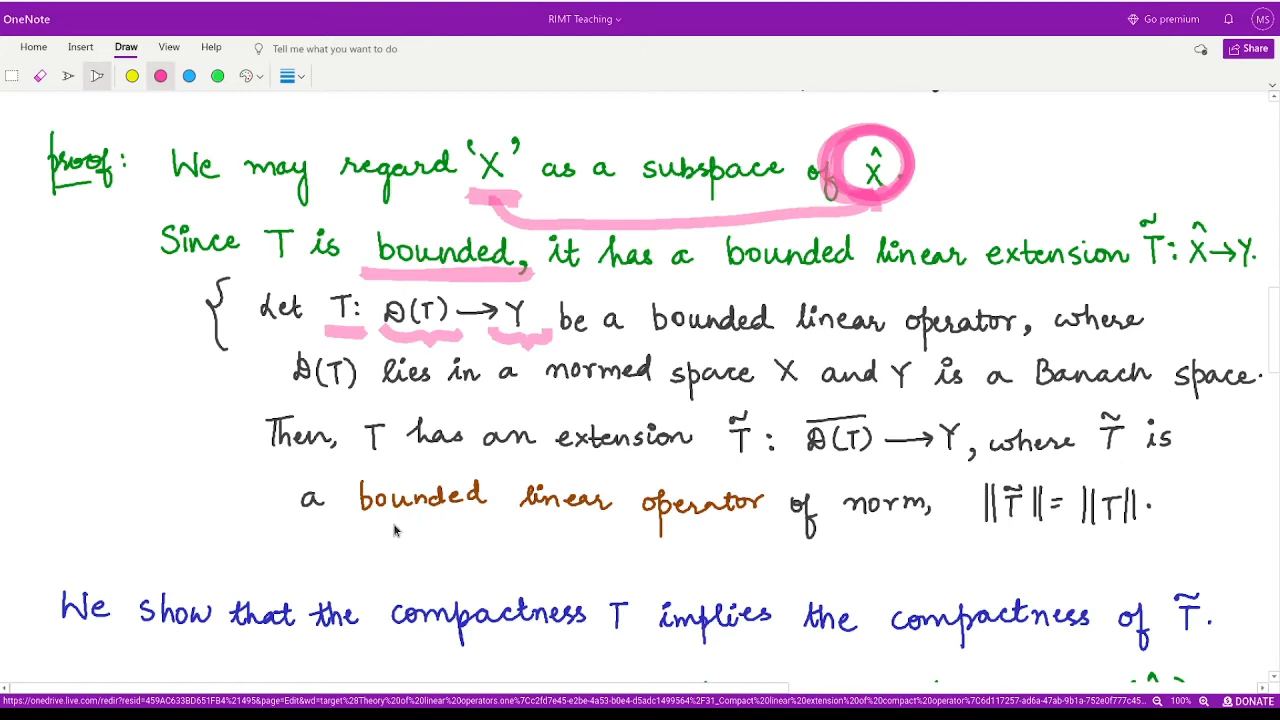 OneNote
RIMT Teaching
Go premium
MS
Home Insert Draw View Help Tell me what you want to do
Share
proof: We may regard 'X' as a subspace of X̂.
Since T is bounded, it has a bounded linear extension T̃: X̂→Y.
{ Let T: D(T) → Y be a bounded linear operator, where
D(T) lies in a normed space X and Y is a Banach space.
Then, T has an extension T̃ : \overline{D(T)} → Y, where T̃ is
a bounded linear operator of norm, ||T̃|| = ||T||.
We show that the compactness T implies the compactness of T̃.
100%
DONATE